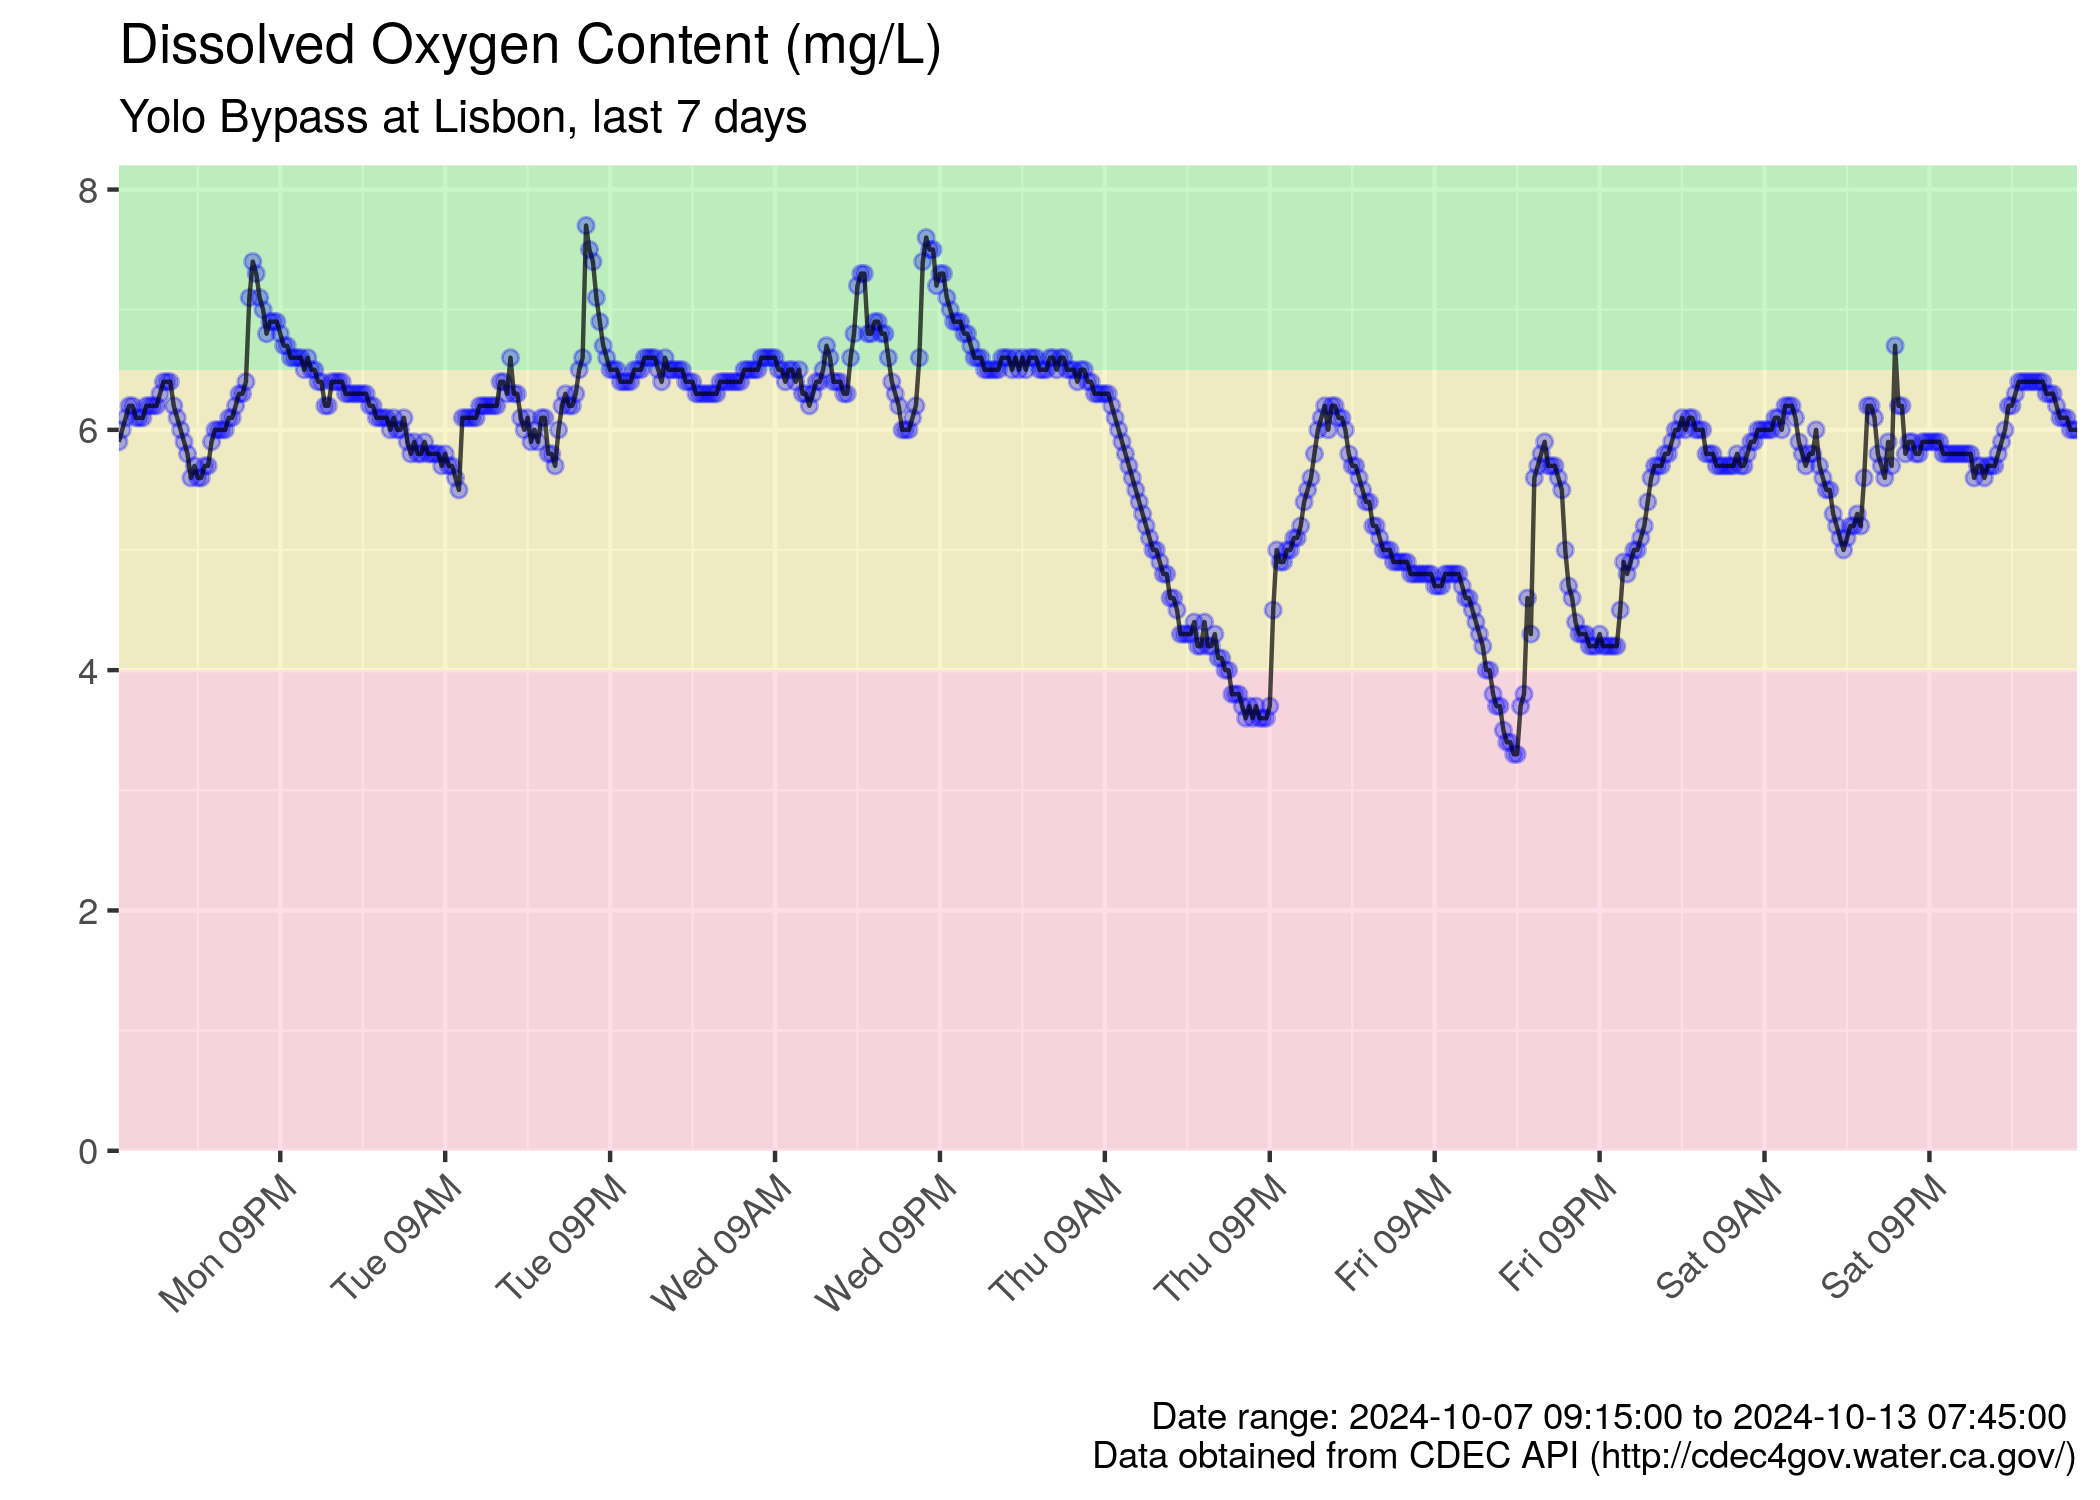 Dissolved Oxygen Content (mg/L)
Yolo Bypass at Lisbon, last 7 days
8
6
4
2
0
Mon 09PM
Tue 09AM
Tue 09PM
Wed 09AM
Wed 09PM
Thu 09AM
Thu 09PM
Fri 09AM
Fri 09PM
Sat 09AM
Sat 09PM
Date range: 2024-10-07 09:15:00 to 2024-10-13 07:45:00
Data obtained from CDEC API (http://cdec4gov.water.ca.gov/)